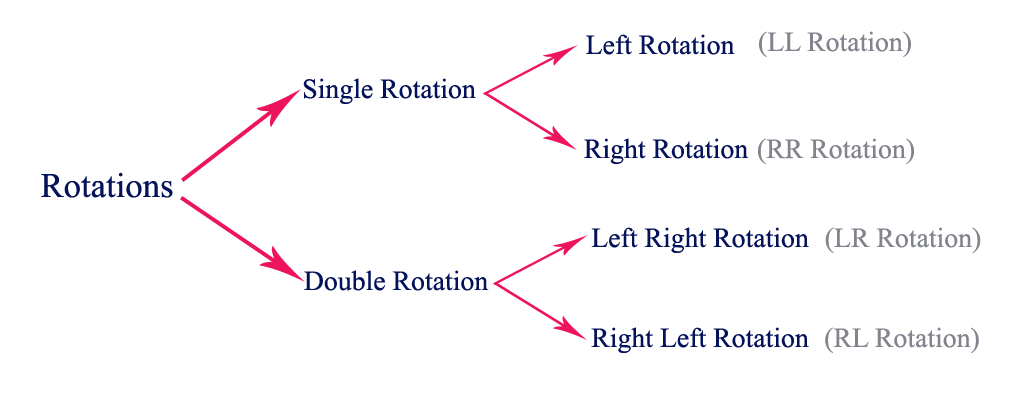 Left Rotation (LL Rotation)
Single Rotation
Right Rotation (RR Rotation)
Rotations
Left Right Rotation (LR Rotation)
Double Rotation
Right Left Rotation (RL Rotation)